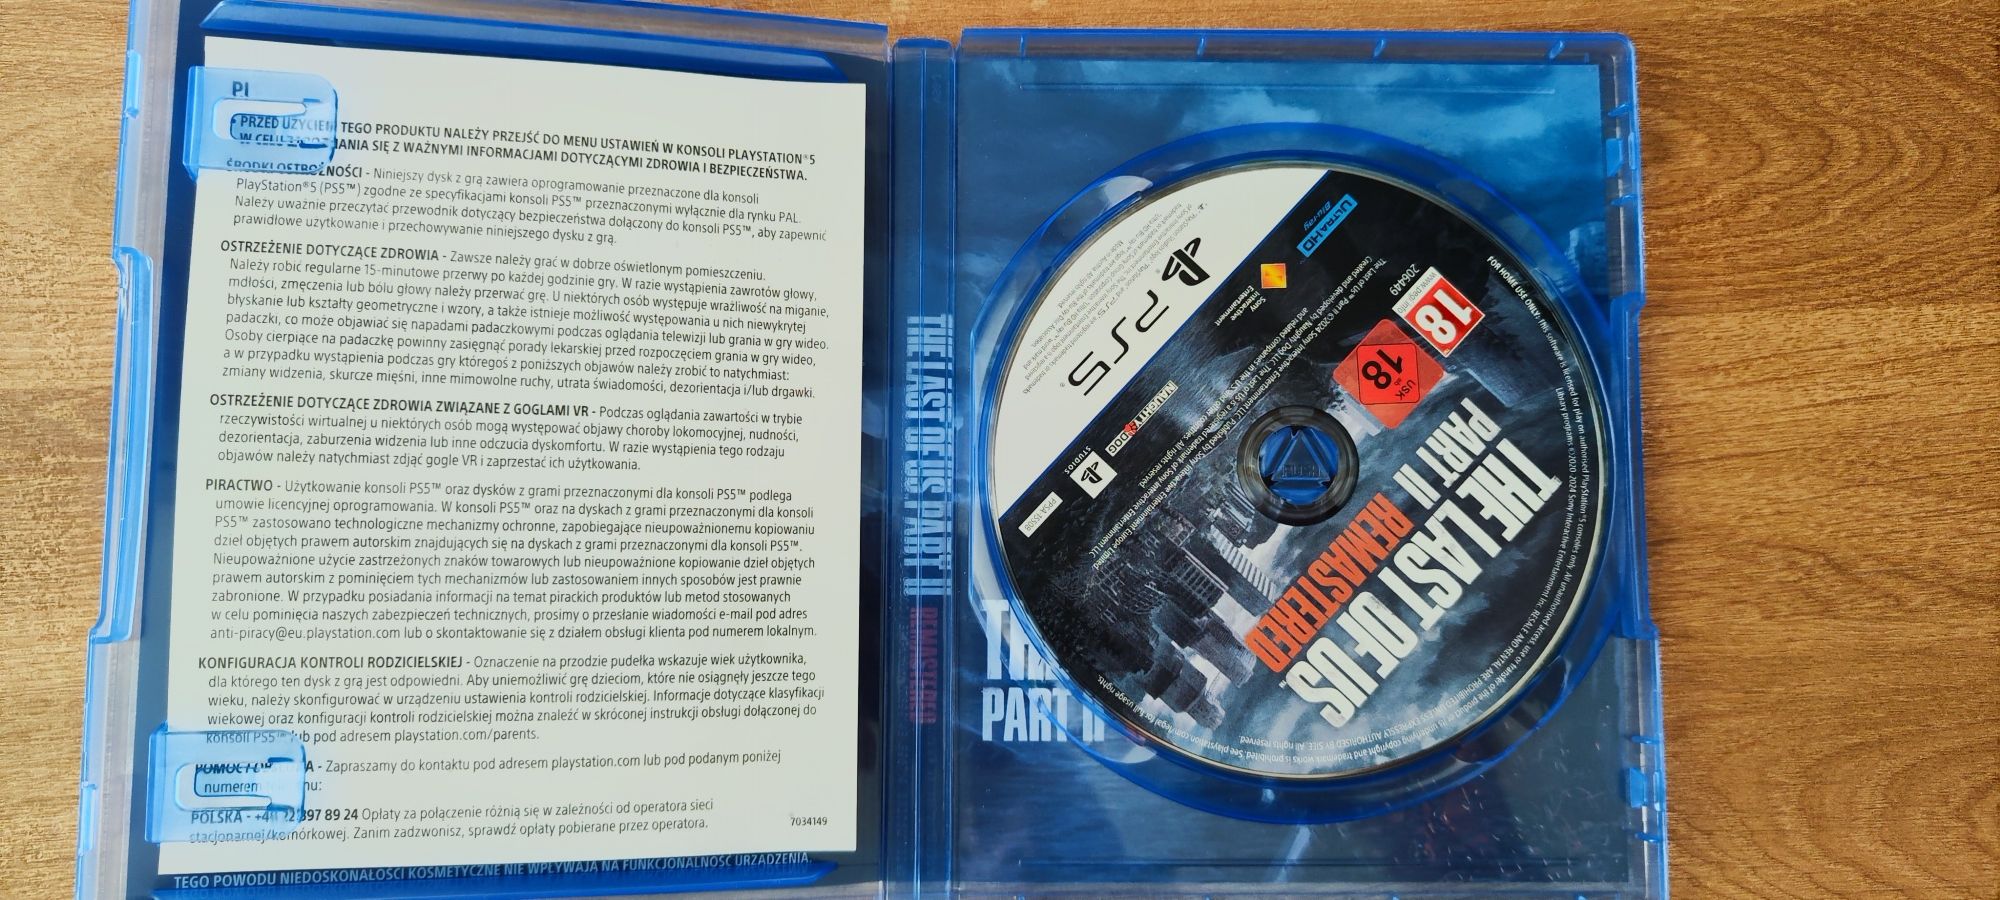 PL
• PRZED UŻYCIEM TEGO PRODUKTU NALEŻY PRZEJŚĆ DO MENU USTAWIEŃ W KONSOLI PLAYSTATION®5
W CELU ZAPOZNANIA SIĘ Z WAŻNYMI INFORMACJAMI DOTYCZĄCYMI ZDROWIA I BEZPIECZEŃSTWA.
ŚRODKI OSTROŻNOŚCI - Niniejszy dysk z grą zawiera oprogramowanie przeznaczone dla konsoli
PlayStation®5 (PS5™) zgodne ze specyfikacjami konsoli PS5™ przeznaczonymi wyłącznie dla rynku PAL.
Należy uważnie przeczytać przewodnik dotyczący bezpieczeństwa dołączony do konsoli PS5™, aby zapewnić
prawidłowe użytkowanie i przechowywanie niniejszego dysku z grą.
OSTRZEŻENIE DOTYCZĄCE ZDROWIA - Zawsze należy grać w dobrze oświetlonym pomieszczeniu.
Należy robić regularne 15-minutowe przerwy po każdej godzinie gry. W razie wystąpienia zawrotów głowy,
mdłości, zmęczenia lub bólu głowy należy przerwać grę. U niektórych osób występuje wrażliwość na miganie,
błyskanie lub kształty geometryczne i wzory, a także istnieje możliwość występowania u nich niewykrytej
padaczki, co może objawiać się napadami padaczkowymi podczas oglądania telewizji lub grania w gry wideo.
Osoby cierpiące na padaczkę powinny zasięgnąć porady lekarskiej przed rozpoczęciem grania w gry wideo,
a w przypadku wystąpienia podczas gry któregoś z poniższych objawów należy zrobić to natychmiast:
zmiany widzenia, skurcze mięśni, inne mimowolne ruchy, utrata świadomości, dezorientacja i/lub drgawki.
OSTRZEŻENIE DOTYCZĄCE ZDROWIA ZWIĄZANE Z GOGLAMI VR - Podczas oglądania zawartości w trybie
rzeczywistości wirtualnej u niektórych osób mogą występować objawy choroby lokomocyjnej, nudności,
dezorientacja, zaburzenia widzenia lub inne odczucia dyskomfortu. W razie wystąpienia tego rodzaju
objawów należy natychmiast zdjąć gogle VR i zaprzestać ich użytkowania.
PIRACTWO - Użytkowanie konsoli PS5™ oraz dysków z grami przeznaczonymi dla konsoli PS5™ podlega
umowie licencyjnej oprogramowania. W konsoli PS5™ oraz na dyskach z grami przeznaczonymi dla konsoli
PS5™ zastosowano technologiczne mechanizmy ochronne, zapobiegające nieupoważnionemu kopiowaniu
dzieł objętych prawem autorskim znajdujących się na dyskach z grami przeznaczonymi dla konsoli PS5™.
Nieupoważnione użycie zastrzeżonych znaków towarowych lub nieupoważnione kopiowanie dzieł objętych
prawem autorskim z pominięciem tych mechanizmów lub zastosowaniem innych sposobów jest prawnie
zabronione. W przypadku posiadania informacji na temat pirackich produktów lub metod stosowanych
w celu pominięcia naszych zabezpieczeń technicznych, prosimy o przesłanie wiadomości e-mail pod adres
anti-piracy@eu.playstation.com lub o skontaktowanie się z działem obsługi klienta pod numerem lokalnym.
KONFIGURACJA KONTROLI RODZICIELSKIEJ - Oznaczenie na przodzie pudełka wskazuje wiek użytkownika,
dla którego ten dysk z grą jest odpowiedni. Aby uniemożliwić grę dzieciom, które nie osiągnęły jeszcze tego
wieku, należy skonfigurować w urządzeniu ustawienia kontroli rodzicielskiej. Informacje dotyczące klasyfikacji
wiekowej oraz konfiguracji kontroli rodzicielskiej można znaleźć w skróconej instrukcji obsługi dołączonej do
konsoli PS5™ lub pod adresem playstation.com/parents.
- Zapraszamy do kontaktu pod adresem playstation.com lub pod podanym poniżej
numerem
POLSKA - +48 22 397 89 24 Opłaty za połączenie różnią się w zależności od operatora sieci
stacjonarnej/komórkowej. Zanim zadzwonisz, sprawdź opłaty pobierane przez operatora.
7034149
TEGO POWODU NIEDOSKONAŁOŚCI KOSMETYCZNE NIE WPŁYWAJĄ NA FUNKCJONALNOŚĆ URZĄDZENIA.
THE LAST OF US PART II REMASTERED
PART II
PS5
ULTRA HD
Blu-ray
Sony
Interactive
Entertainment
NAUGHTY DOG
STUDIOS
206449
www.pegi.info
18
USK
ab
18
THE LAST OF US
PART II
REMASTERED